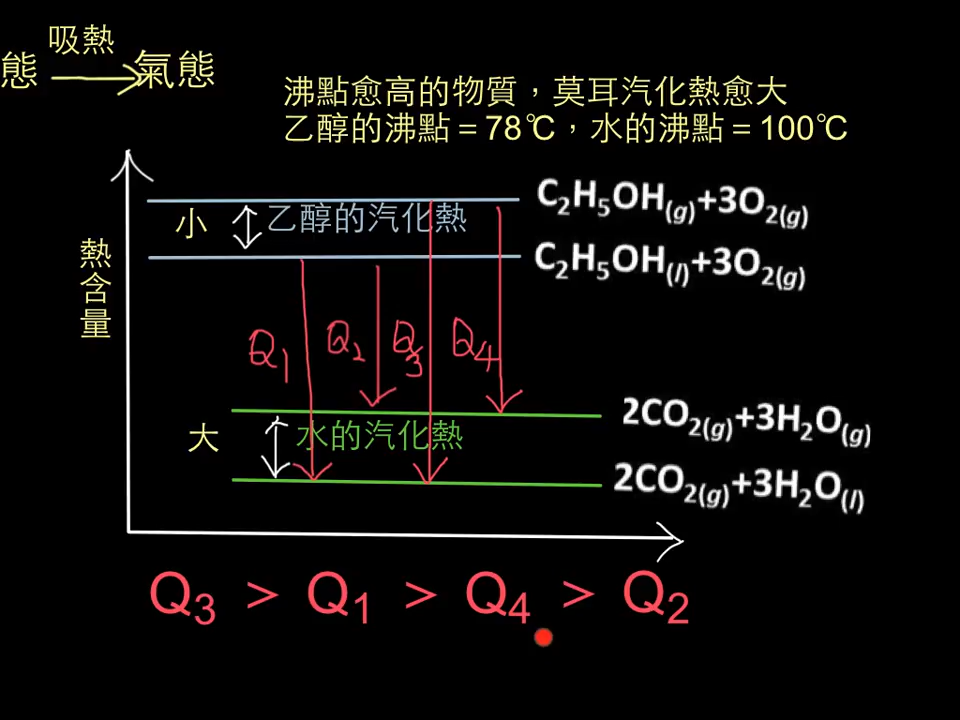 吸熱
態 → 氣態
沸點愈高的物質，莫耳汽化熱愈大
乙醇的沸點＝78℃，水的沸點＝100℃
C₂H₅OH(g)+3O₂(g)
小 乙醇的汽化熱
C₂H₅OH(l)+3O₂(g)
熱含量
Q₁ Q₂ Q₃ Q₄
2CO₂(g)+3H₂O(g)
大 水的汽化熱
2CO₂(g)+3H₂O(l)
Q₃ ＞ Q₁ ＞ Q₄ ＞ Q₂